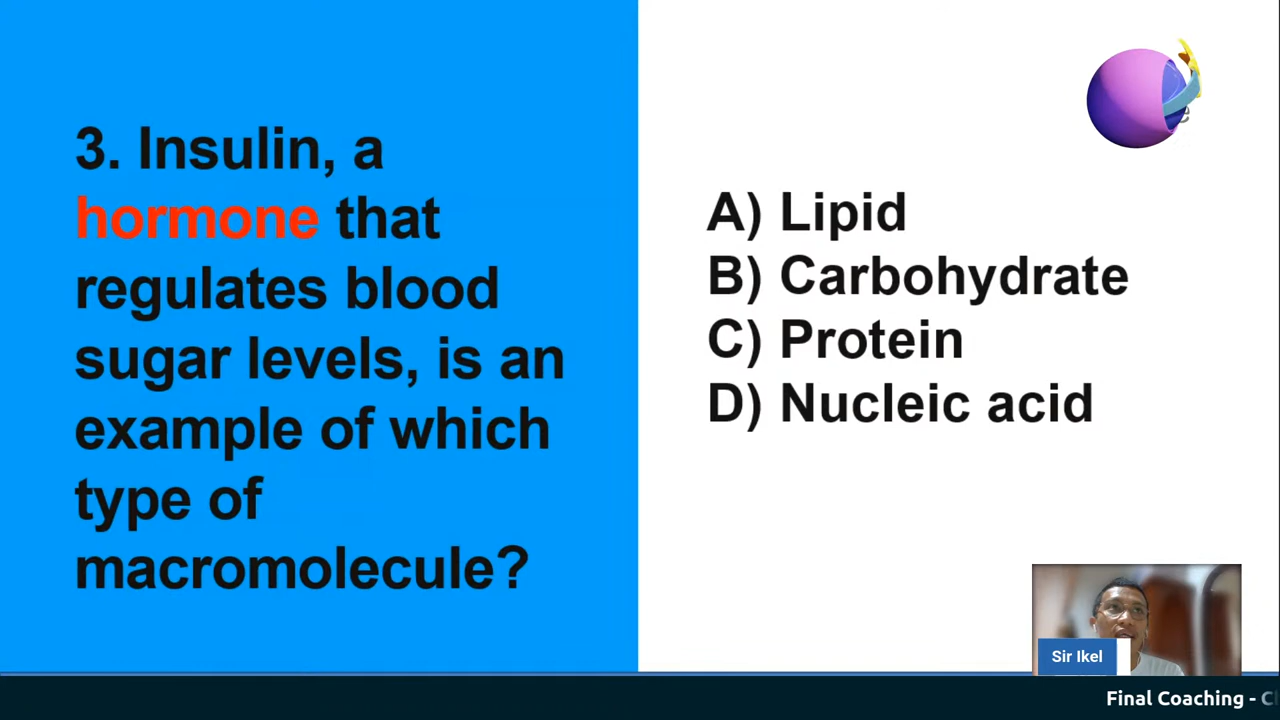 3. Insulin, a
hormone that
regulates blood
sugar levels, is an
example of which
type of
macromolecule?
A) Lipid
B) Carbohydrate
C) Protein
D) Nucleic acid
Sir Ikel
Final Coaching -